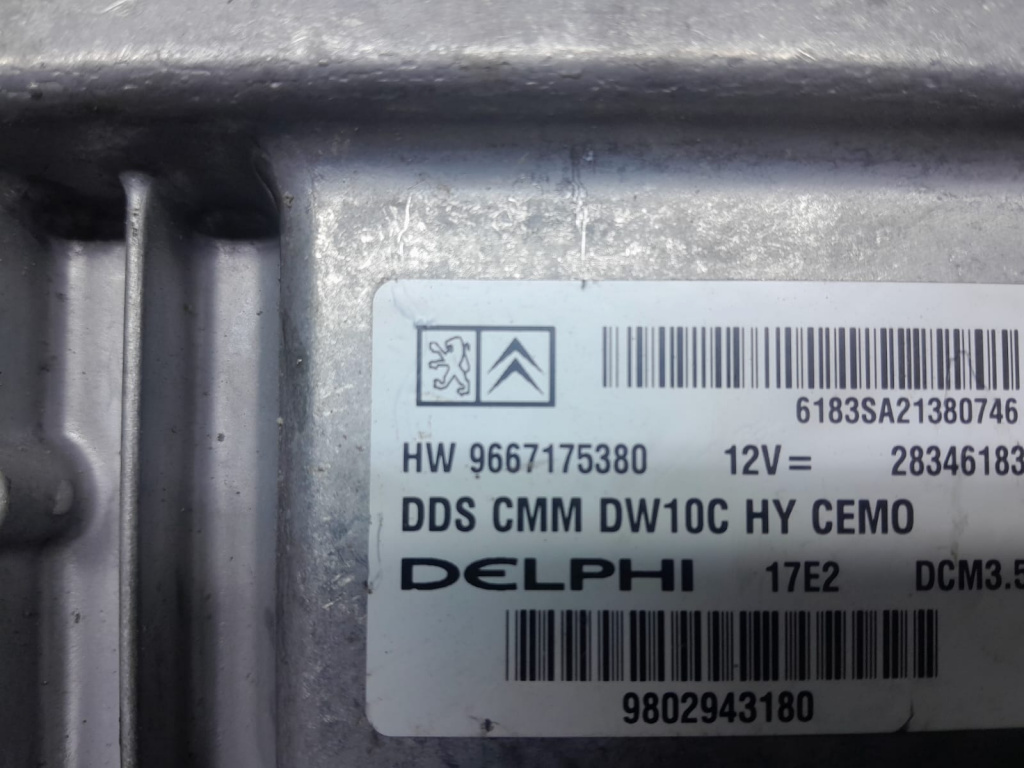 6183SA21380746
HW 9667175380 12V= 28346183
DDS CMM DW10C HY CEMO
DELPHI 17E2 DCM3.5
9802943180